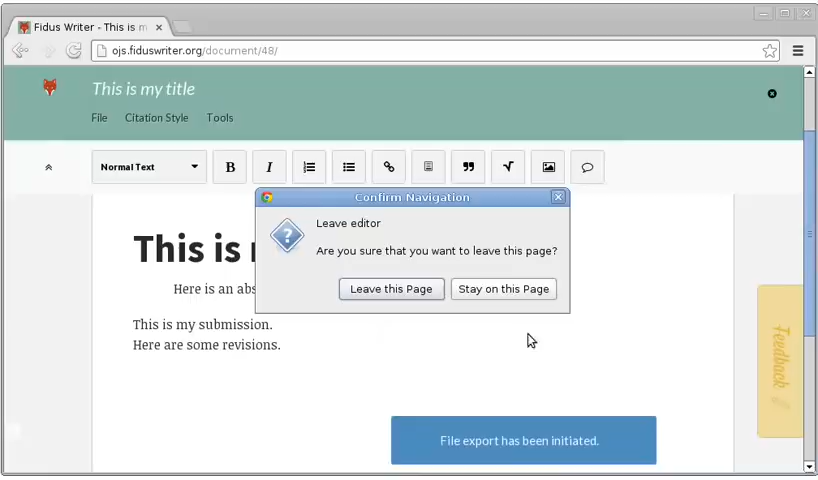 Fidus Writer - This is m
ojs.fiduswriter.org/document/48/
This is my title
File Citation Style Tools
Normal Text B I
Confirm Navigation
Leave editor
Are you sure that you want to leave this page?
Leave this Page Stay on this Page
This is
Here is an abs
This is my submission.
Here are some revisions.
Feedback
File export has been initiated.